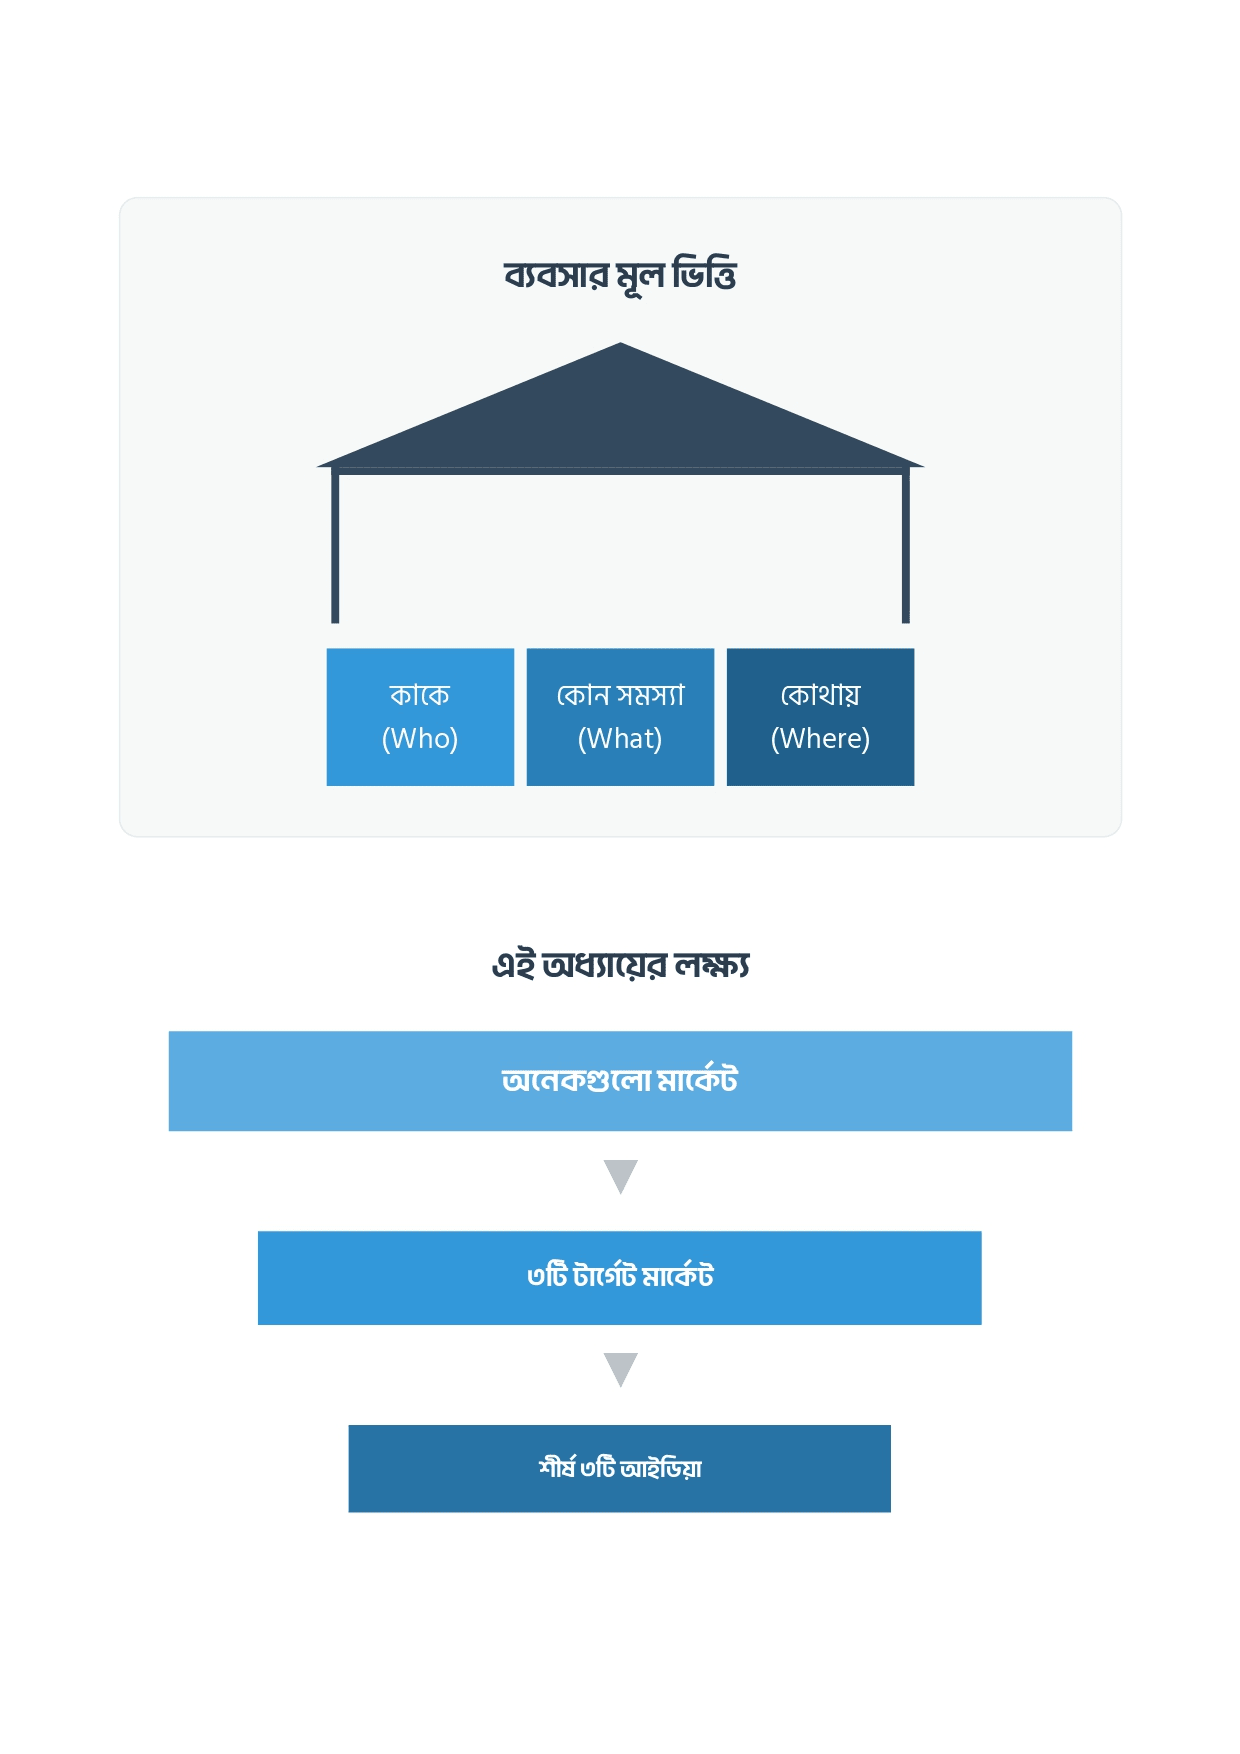 ব্যবসার মূল ভিত্তি
কাকে
(Who)
কোন সমস্যা
(What)
কোথায়
(Where)
এই অধ্যায়ের লক্ষ্য
অনেকগুলো মার্কেট
৩টি টার্গেট মার্কেট
শীর্ষ ৩টি আইডিয়া